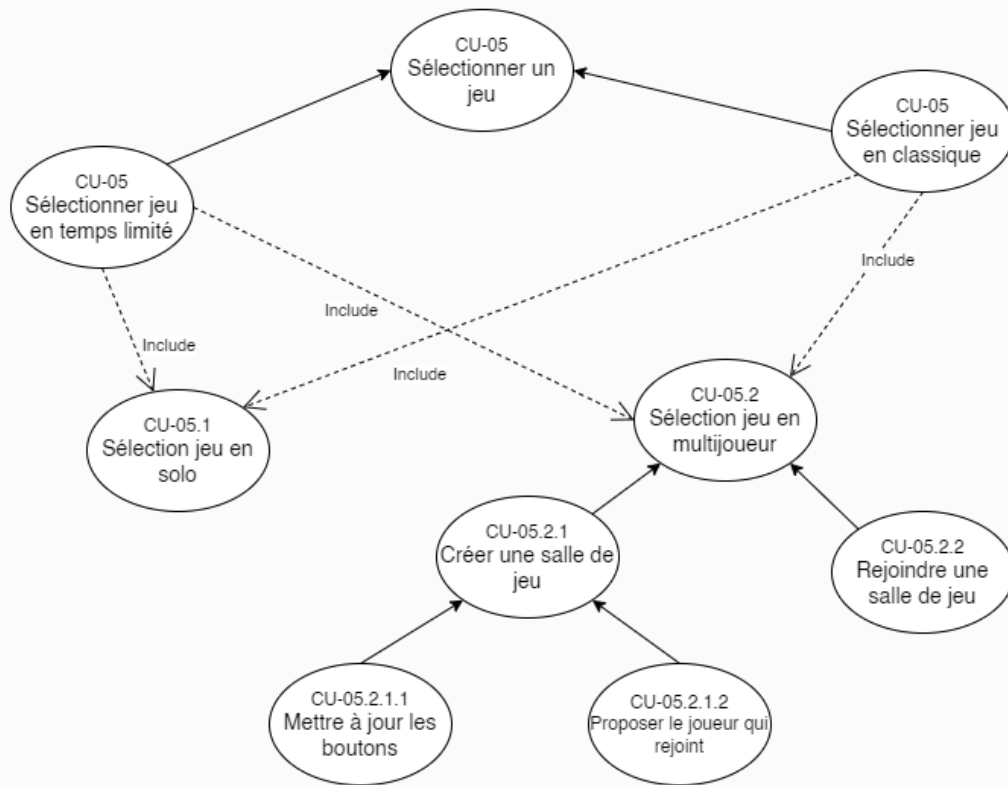 CU-05
Sélectionner un
jeu
CU-05
Sélectionner jeu
en classique
CU-05
Sélectionner jeu
en temps limité
Include
Include
Include
Include
CU-05.1
Sélection jeu en
solo
CU-05.2
Sélection jeu en
multijoueur
CU-05.2.1
Créer une salle de
jeu
CU-05.2.2
Rejoindre une
salle de jeu
CU-05.2.1.1
Mettre à jour les
boutons
CU-05.2.1.2
Proposer le joueur qui
rejoint